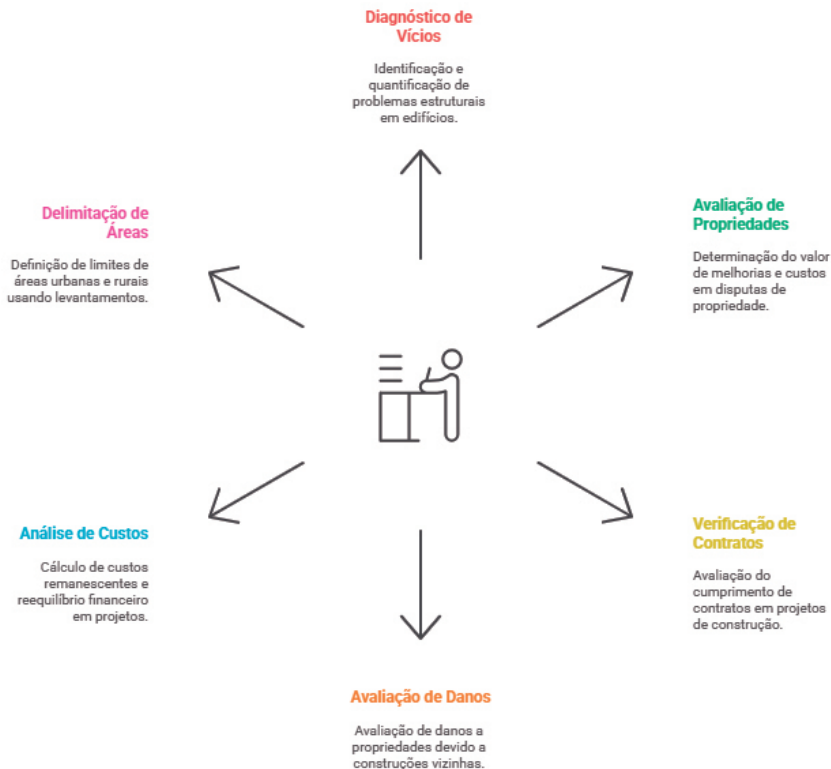 Diagnóstico de
Vícios
Identificação e
quantificação de
problemas estruturais
em edifícios.
Avaliação de
Propriedades
Determinação do valor
de melhorias e custos
em disputas de
propriedade.
Verificação de
Contratos
Avaliação do
cumprimento de
contratos em projetos
de construção.
Avaliação de Danos
Avaliação de danos a
propriedades devido a
construções vizinhas.
Análise de Custos
Cálculo de custos
remanescentes e
reequilíbrio financeiro
em projetos.
Delimitação de
Áreas
Definição de limites de
áreas urbanas e rurais
usando levantamentos.